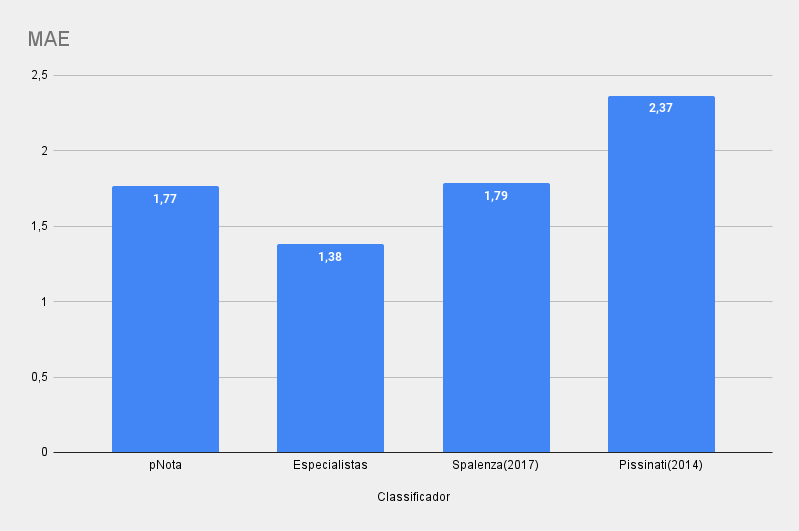 MAE
2,5
2
1,5
1
0,5
0
1,77
1,38
1,79
2,37
pNota
Especialistas
Spalenza(2017)
Pissinati(2014)
Classificador